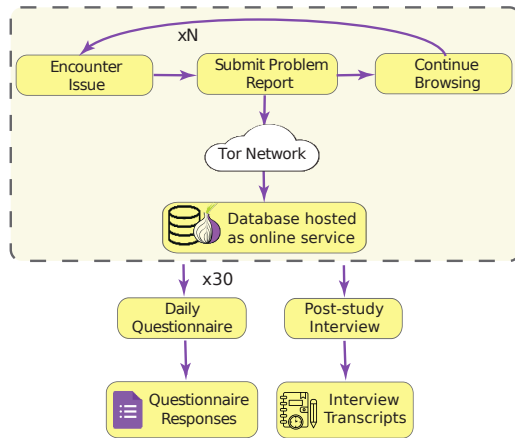 xN
Encounter
Issue
Submit Problem
Report
Continue
Browsing
Tor Network
Database hosted
as online service
x30
Daily
Questionnaire
Post-study
Interview
Questionnaire
Responses
Interview
Transcripts